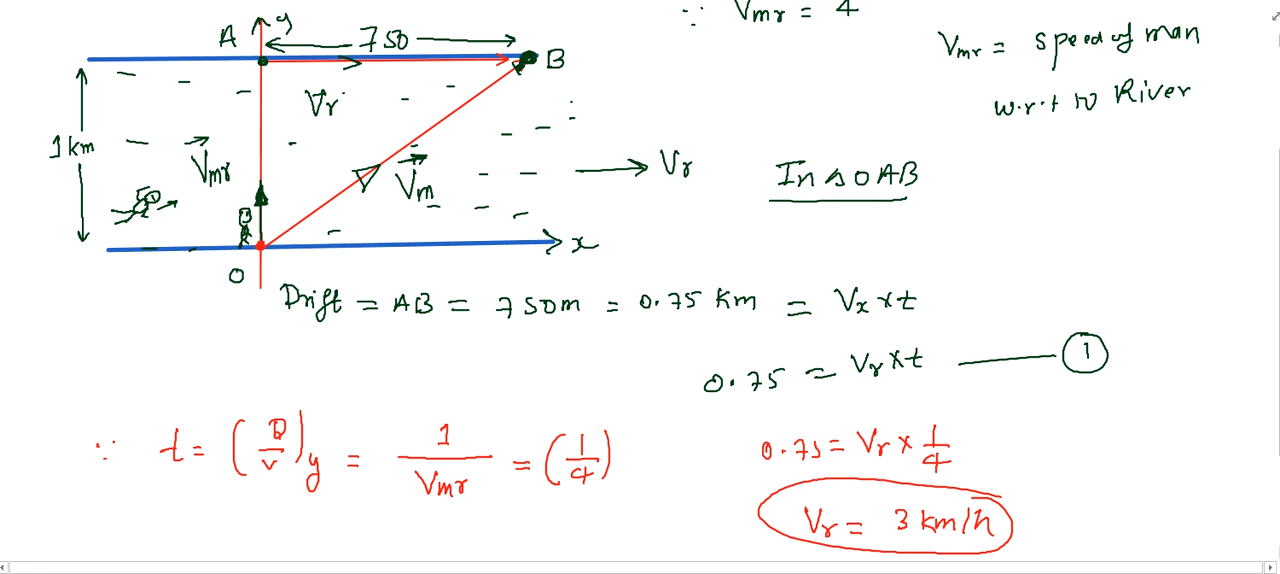 ∵ Vmr = 4
A y
750
B
Vmr = speed of man
w.r.t to River
Vr
1km
Vmr
Vm
Vr
In △ OAB
x
O
Drift = AB = 750m = 0.75 Km = Vx × t
0.75 = Vr × t ① 
∵ t = (D/v)y = 1/Vmr = (1/4)
0.75 = Vr × 1/4
Vr = 3 km/h